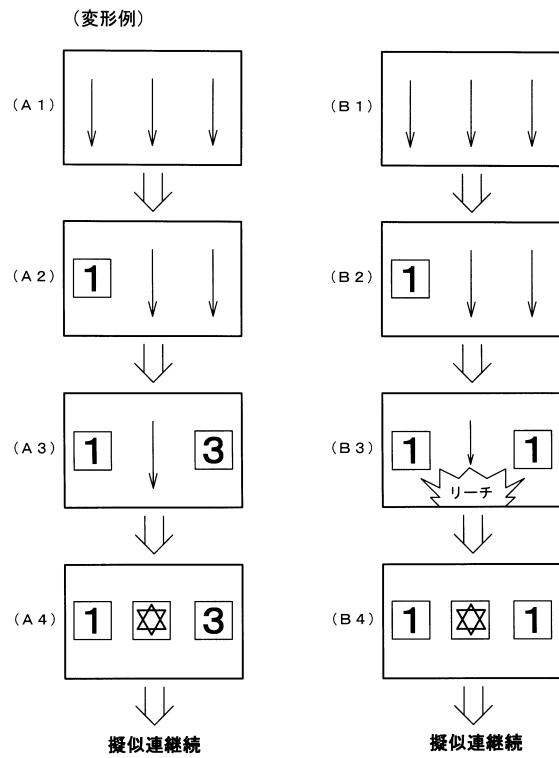 （変形例）
（Ａ１）
（Ａ２）
1
（Ａ３）
1 3
（Ａ４）
1 3
擬似連継続
（Ｂ１）
（Ｂ２）
1
（Ｂ３）
1 1
リーチ
（Ｂ４）
1 1
擬似連継続